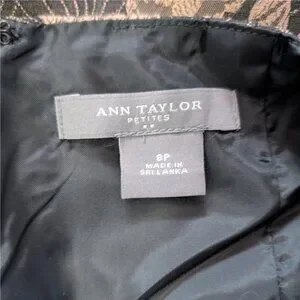 ANN TAYLOR
PETITES
8P
MADE IN
SRI LANKA